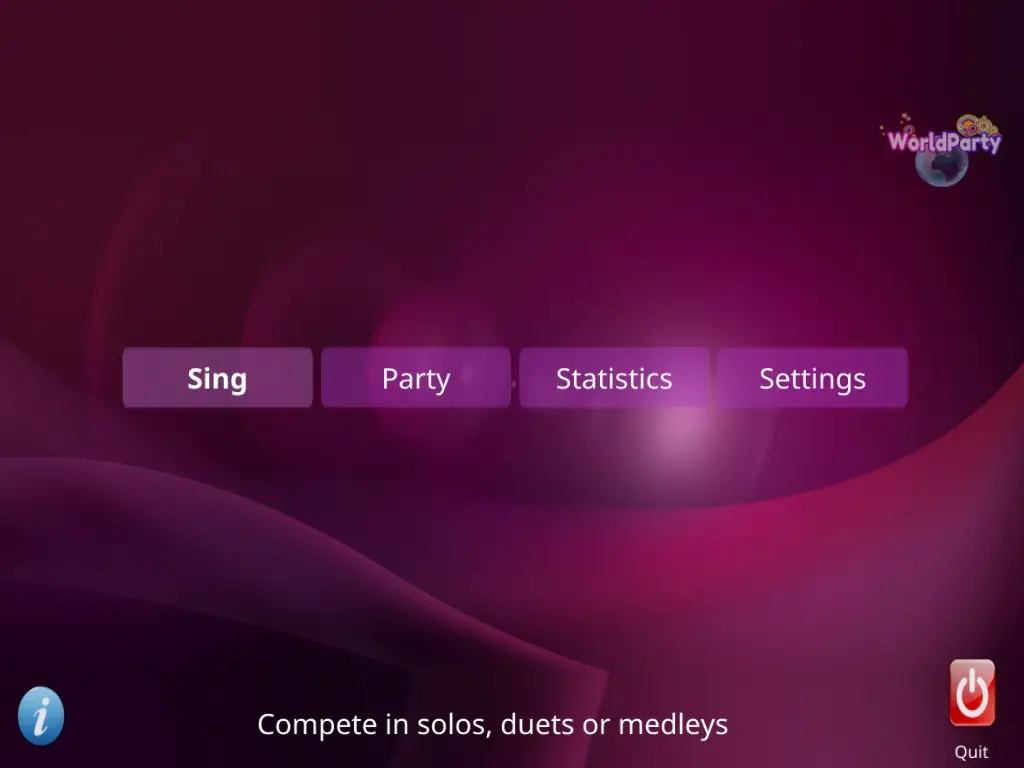 WorldParty
Sing
Party
Statistics
Settings
Compete in solos, duets or medleys
i
Quit